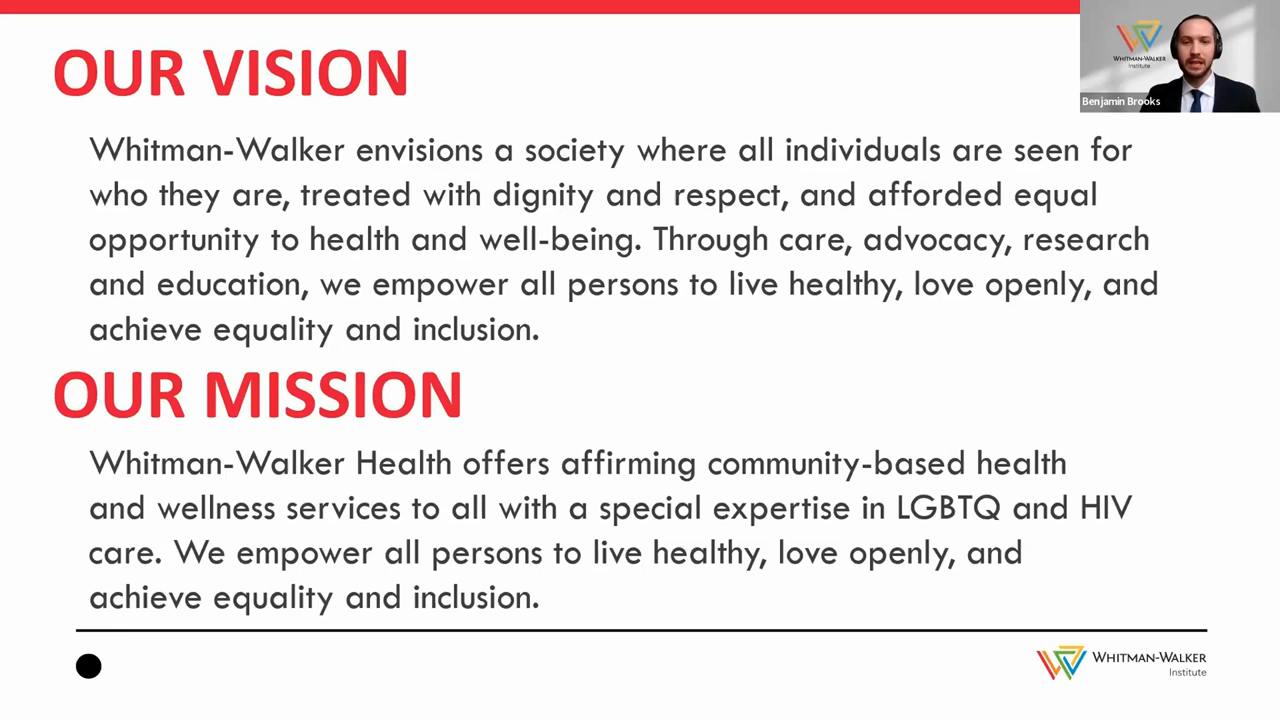 OUR VISION
Whitman-Walker envisions a society where all individuals are seen for
who they are, treated with dignity and respect, and afforded equal
opportunity to health and well-being. Through care, advocacy, research
and education, we empower all persons to live healthy, love openly, and
achieve equality and inclusion.
OUR MISSION
Whitman-Walker Health offers affirming community-based health
and wellness services to all with a special expertise in LGBTQ and HIV
care. We empower all persons to live healthy, love openly, and
achieve equality and inclusion.
WHITMAN-WALKER
Institute
WHITMAN-WALKER
Institute
Benjamin Brooks